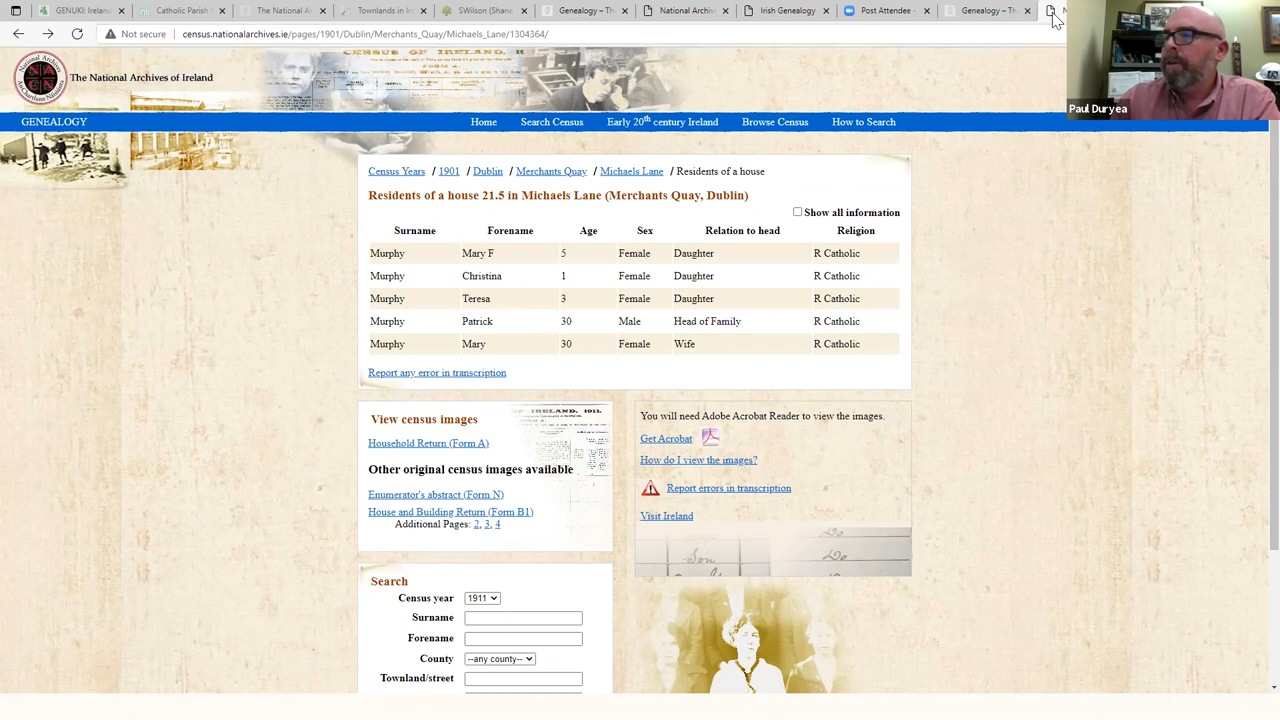 GENUKI: Ireland
Catholic Parish
The National A
Townlands in Ir
SWilson (Shane
Genealogy – Th
National Archiv
Irish Genealogy
Post Attendee -
Genealogy – Th
Not secure
census.nationalarchives.ie/pages/1901/Dublin/Merchants_Quay/Michaels_Lane/1304364/
The National Archives of Ireland
Paul Duryea
GENEALOGY
Home
Search Census
Early 20th century Ireland
Browse Census
How to Search
Census Years / 1901 / Dublin / Merchants Quay / Michaels Lane / Residents of a house
Residents of a house 21.5 in Michaels Lane (Merchants Quay, Dublin)
Show all information
Surname Forename Age Sex Relation to head Religion
Murphy Mary F 5 Female Daughter R Catholic
Murphy Christina 1 Female Daughter R Catholic
Murphy Teresa 3 Female Daughter R Catholic
Murphy Patrick 30 Male Head of Family R Catholic
Murphy Mary 30 Female Wife R Catholic
Report any error in transcription
View census images
Household Return (Form A)
Other original census images available
Enumerator's abstract (Form N)
House and Building Return (Form B1)
Additional Pages: 2, 3, 4
You will need Adobe Acrobat Reader to view the images.
Get Acrobat
How do I view the images?
Report errors in transcription
Visit Ireland
Son
Do
Do
Search
Census year 1911
Surname
Forename
County --any county--
Townland/street